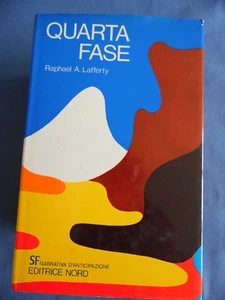 QUARTA
FASE
Raphael A. Lafferty
SF NARRATIVA D'ANTICIPAZIONE
EDITRICE NORD